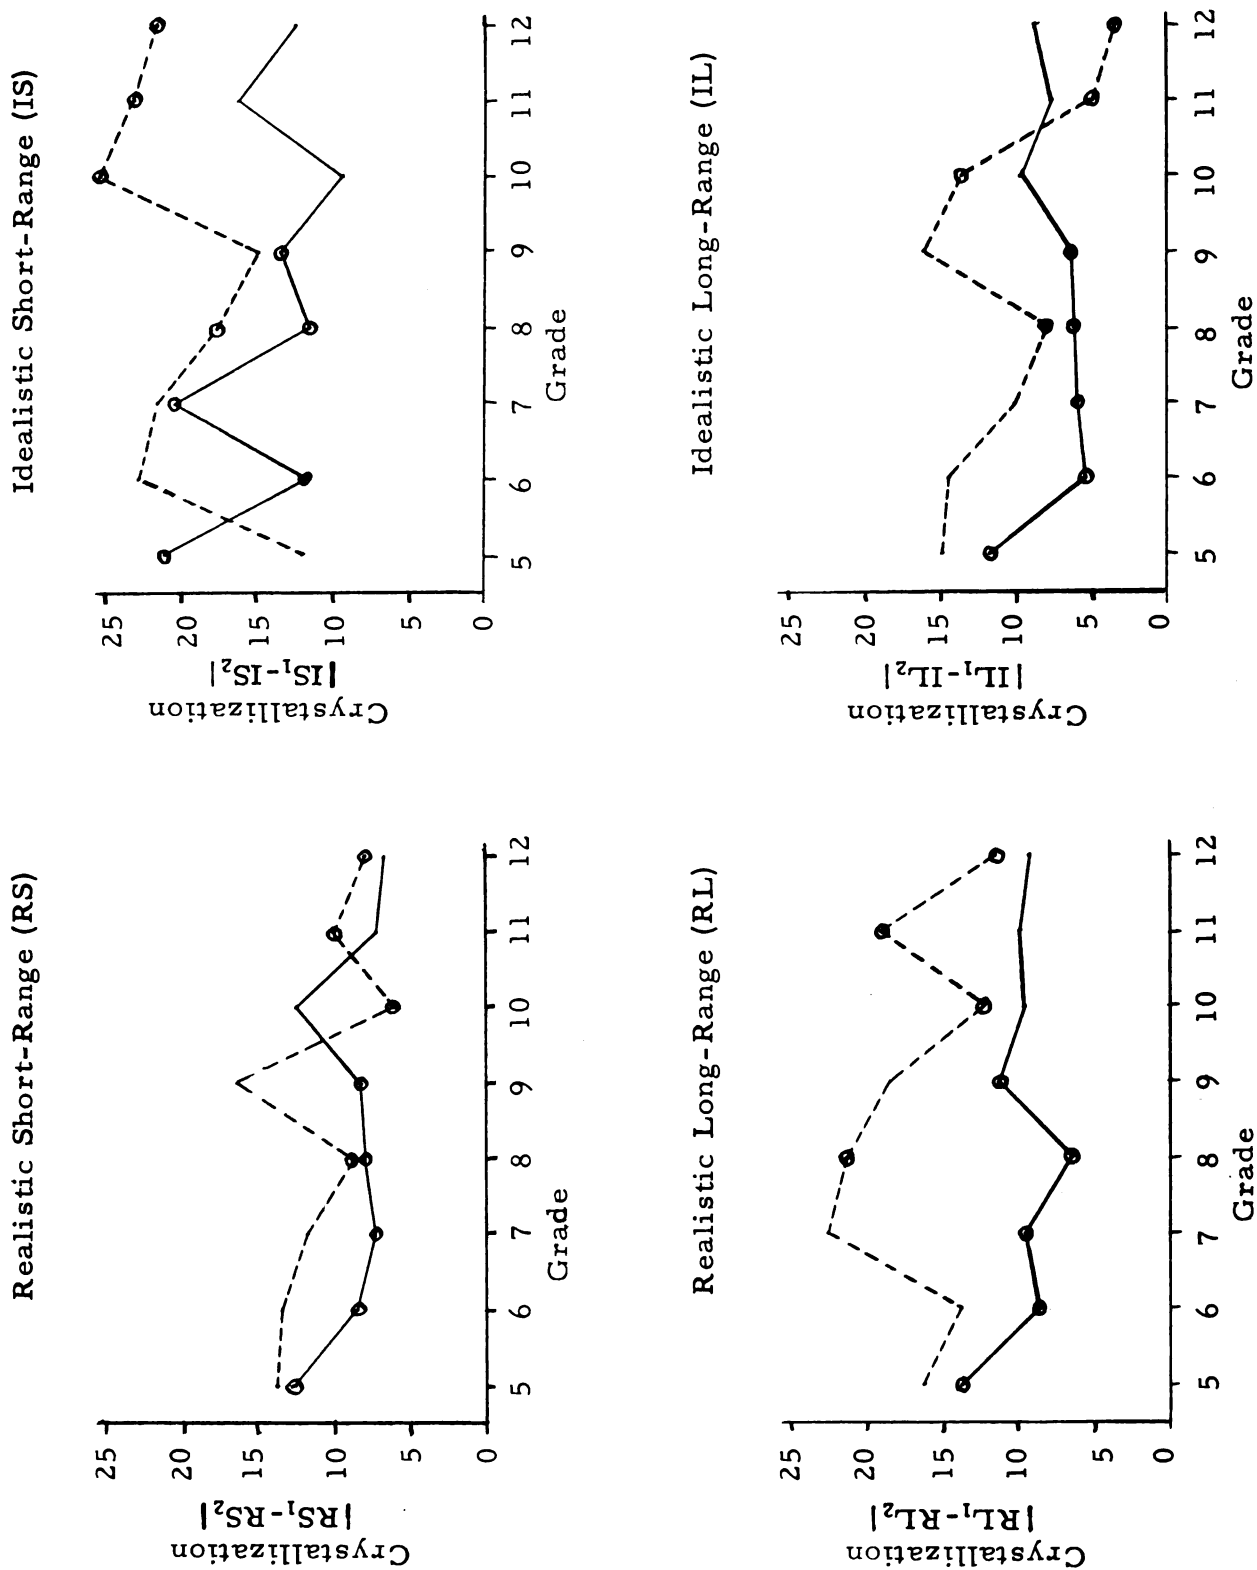 Realistic Short-Range (RS)
Crystallization
|RS₁-RS₂|
25
20
15
10
5
0
5 6 7 8 9 10 11 12
Grade
Idealistic Short-Range (IS)
Crystallization
|IS₁-IS₂|
25
20
15
10
5
0
5 6 7 8 9 10 11 12
Grade
Realistic Long-Range (RL)
Crystallization
|RL₁-RL₂|
25
20
15
10
5
0
5 6 7 8 9 10 11 12
Grade
Idealistic Long-Range (IL)
Crystallization
|IL₁-IL₂|
25
20
15
10
5
0
5 6 7 8 9 10 11 12
Grade